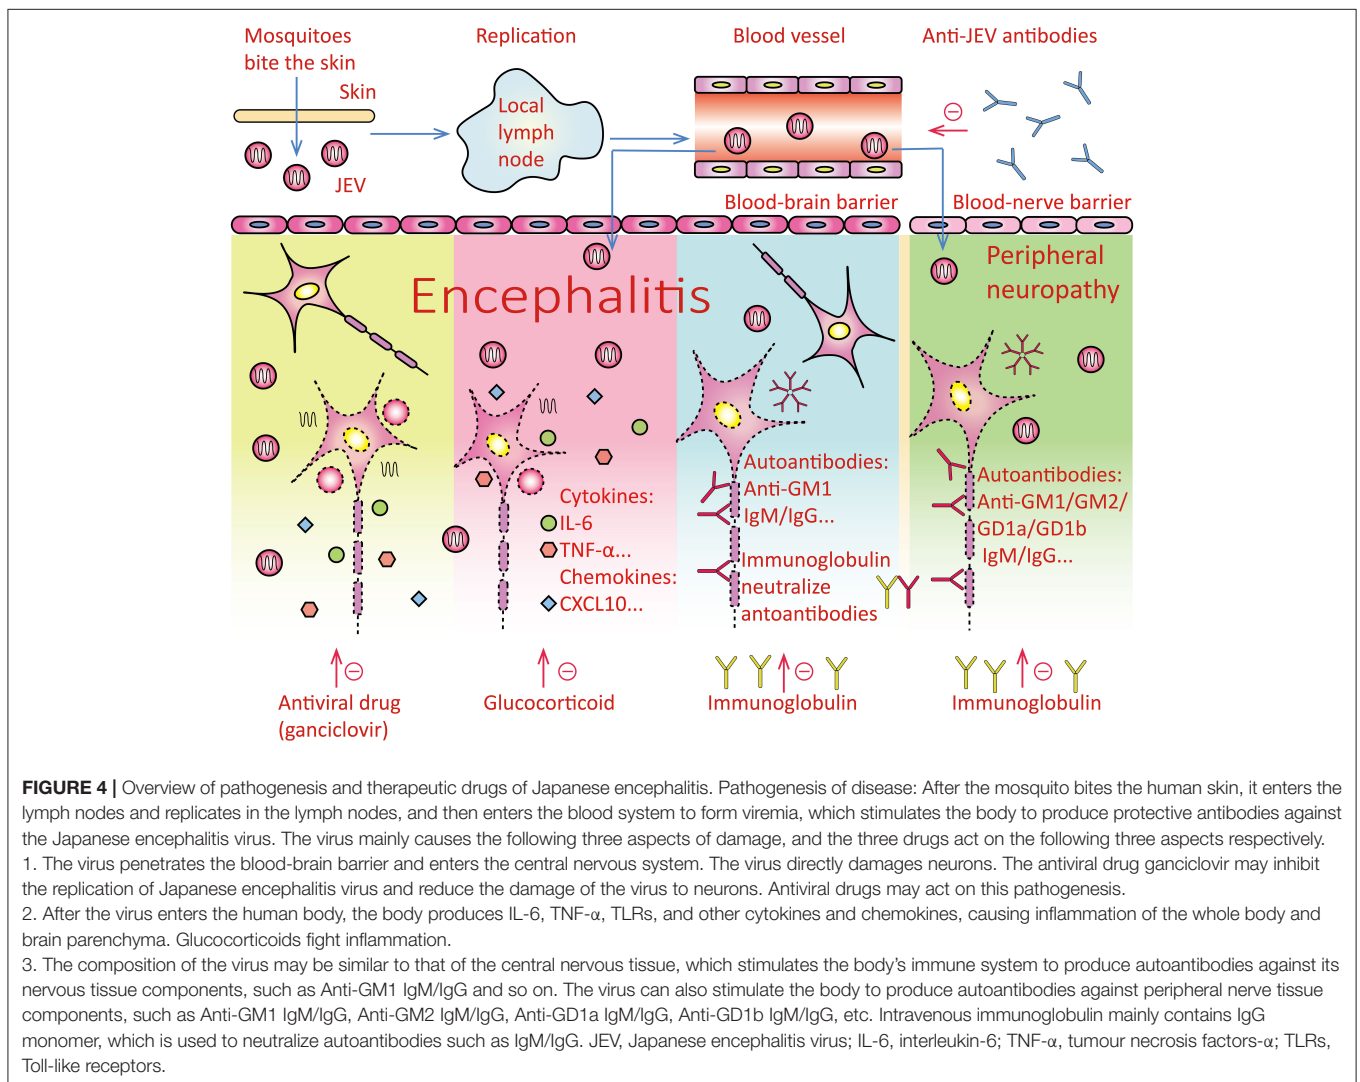 Mosquitoes
bite the skin
Replication
Blood vessel
Anti-JEV antibodies
Skin
Local
lymph
node
JEV
Blood-brain barrier
Blood-nerve barrier
Encephalitis
Peripheral
neuropathy
Cytokines:
IL-6
TNF-α...
Chemokines:
CXCL10...
Autoantibodies:
Anti-GM1
IgM/IgG...
Immunoglobulin
neutralize
antoantibodies
Autoantibodies:
Anti-GM1/GM2/
GD1a/GD1b
IgM/IgG...
Antiviral drug
(ganciclovir)
Glucocorticoid
Immunoglobulin
Immunoglobulin
FIGURE 4 | Overview of pathogenesis and therapeutic drugs of Japanese encephalitis. Pathogenesis of disease: After the mosquito bites the human skin, it enters the
lymph nodes and replicates in the lymph nodes, and then enters the blood system to form viremia, which stimulates the body to produce protective antibodies against
the Japanese encephalitis virus. The virus mainly causes the following three aspects of damage, and the three drugs act on the following three aspects respectively.
1. The virus penetrates the blood-brain barrier and enters the central nervous system. The virus directly damages neurons. The antiviral drug ganciclovir may inhibit
the replication of Japanese encephalitis virus and reduce the damage of the virus to neurons. Antiviral drugs may act on this pathogenesis.
2. After the virus enters the human body, the body produces IL-6, TNF-α, TLRs, and other cytokines and chemokines, causing inflammation of the whole body and
brain parenchyma. Glucocorticoids fight inflammation.
3. The composition of the virus may be similar to that of the central nervous tissue, which stimulates the body's immune system to produce autoantibodies against its
nervous tissue components, such as Anti-GM1 IgM/IgG and so on. The virus can also stimulate the body to produce autoantibodies against peripheral nerve tissue
components, such as Anti-GM1 IgM/IgG, Anti-GM2 IgM/IgG, Anti-GD1a IgM/IgG, Anti-GD1b IgM/IgG, etc. Intravenous immunoglobulin mainly contains IgG
monomer, which is used to neutralize autoantibodies such as IgM/IgG. JEV, Japanese encephalitis virus; IL-6, interleukin-6; TNF-α, tumour necrosis factors-α; TLRs,
Toll-like receptors.